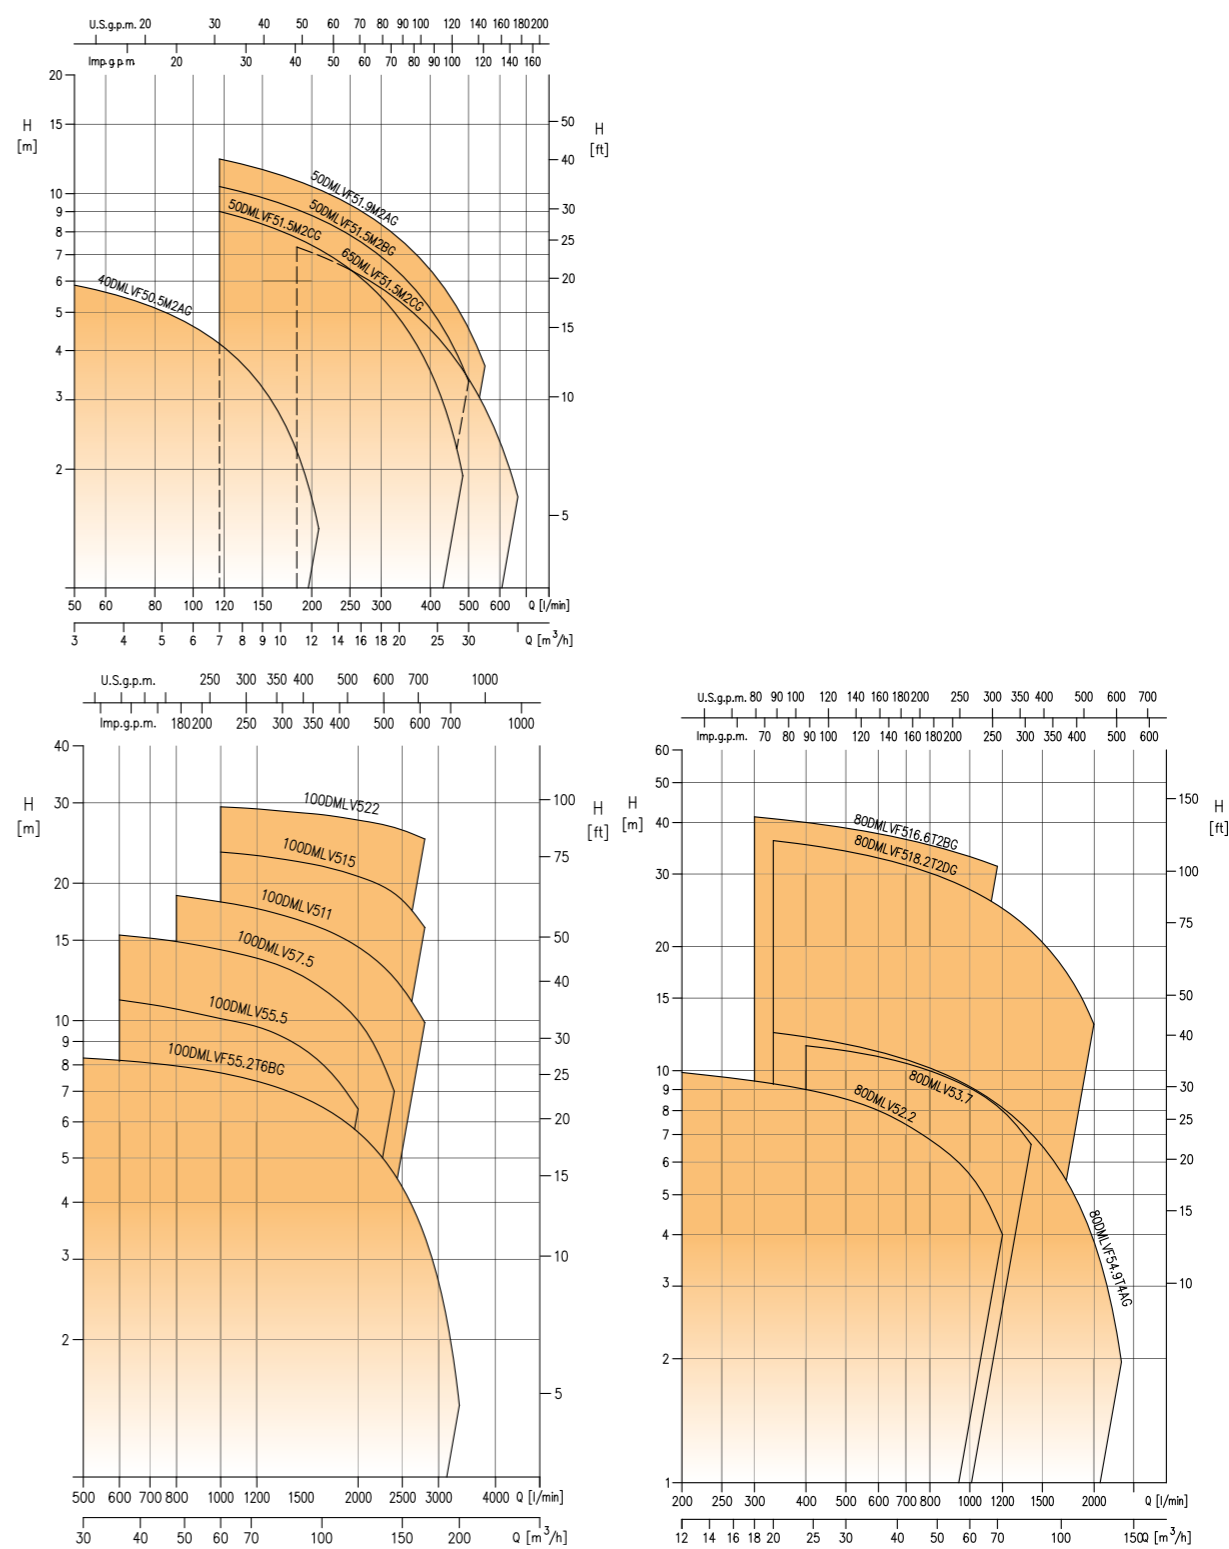 U.S.g.p.m. 20 30 40 50 60 70 80 90 100 120 140 160 180 200
Imp.g.p.m. 20 30 40 50 60 70 80 90 100 120 140 160
H
[m]
20
15
10
9
8
7
6
5
4
3
2
H
[ft]
50
40
30
25
20
15
10
5
50DMLVF51.9M2AG
50DMLVF51.5M2BG
50DMLVF51.5M2CG
65DMLVF51.5M2CG
40DMLVF50.5M2AG
50 60 80 100 120 150 200 250 300 400 500 600 Q [l/min]
3 4 5 6 7 8 9 10 12 14 16 18 20 25 30 Q [m³/h]
U.S.g.p.m. 250 300 350 400 500 600 700 1000
Imp.g.p.m. 180 200 250 300 350 400 500 600 700 1000
H
[m]
40
30
20
15
10
9
8
7
6
5
4
3
2
H
[ft]
100
75
50
40
30
25
20
15
10
5
100DMLV522
100DMLV515
100DMLV511
100DMLV57.5
100DMLV55.5
100DMLVF55.2T6BG
500 600 700 800 1000 1200 1500 2000 2500 3000 4000 Q [l/min]
30 40 50 60 70 100 150 200 Q [m³/h]
U.S.g.p.m. 80 90 100 120 140 160 180 200 250 300 350 400 500 600 700
Imp.g.p.m. 70 80 90 100 120 140 160 180 200 250 300 350 400 500 600
H
[m]
60
50
40
30
20
15
10
9
8
7
6
5
4
3
2
1
H
[ft]
150
100
75
50
40
30
25
20
15
10
80DMLVF516.6T2BG
80DMLVF518.2T2DG
80DMLV53.7
80DMLV52.2
80DMLVF54.9T4AG
200 250 300 400 500 600 700 800 1000 1200 1500 2000 Q [l/min]
12 14 16 18 20 25 30 40 50 60 70 100 150 Q [m³/h]